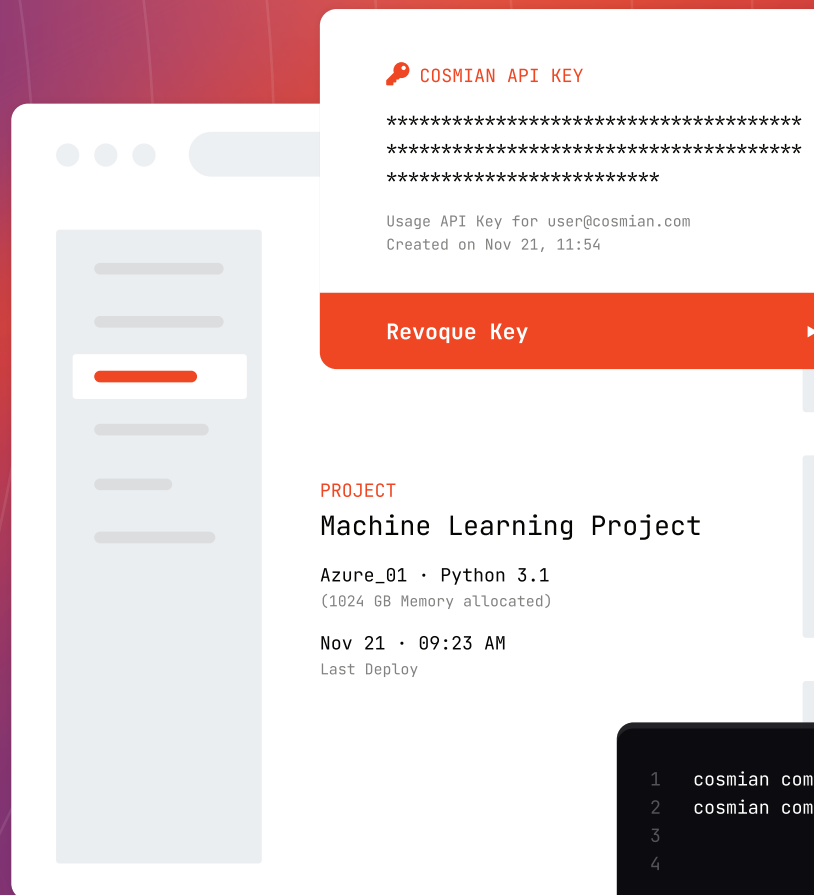 COSMIAN API KEY
**************************************
**************************************
*************************
Usage API Key for user@cosmian.com
Created on Nov 21, 11:54
Revoque Key
PROJECT
Machine Learning Project
Azure_01 · Python 3.1
(1024 GB Memory allocated)
Nov 21 · 09:23 AM
Last Deploy
1 cosmian com
2 cosmian com
3
4